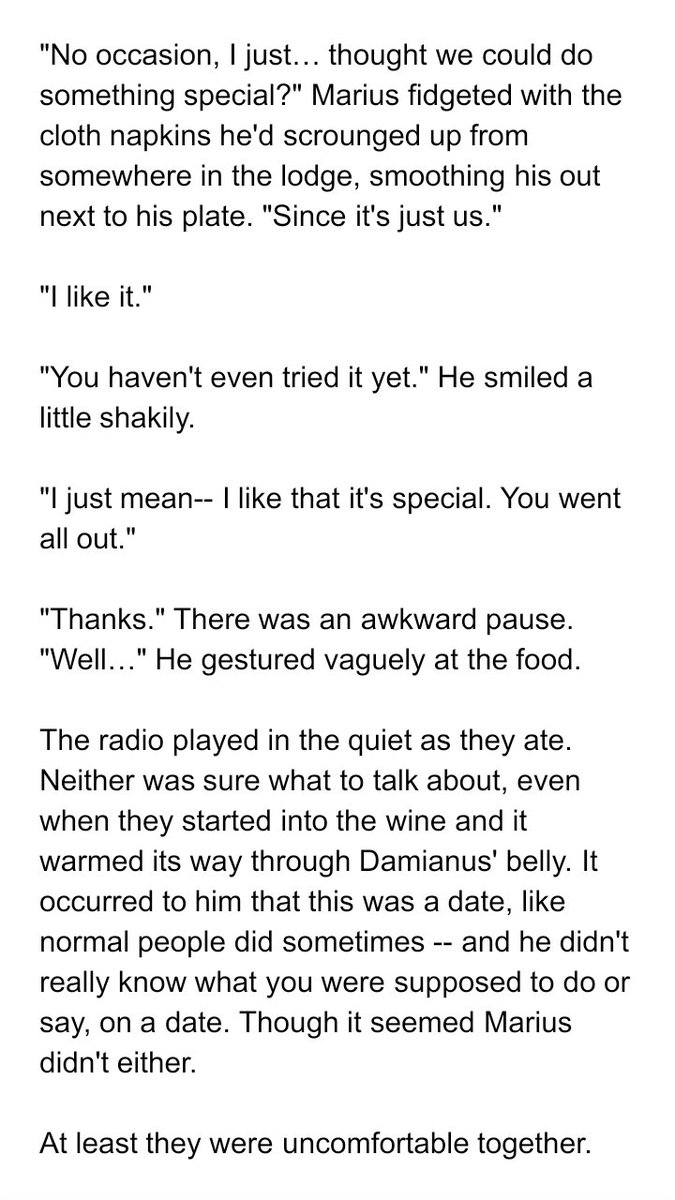 "No occasion, I just… thought we could do
something special?" Marius fidgeted with the
cloth napkins he'd scrounged up from
somewhere in the lodge, smoothing his out
next to his plate. "Since it's just us."
"I like it."
"You haven't even tried it yet." He smiled a
little shakily.
"I just mean-- I like that it's special. You went
all out."
"Thanks." There was an awkward pause.
"Well…" He gestured vaguely at the food.
The radio played in the quiet as they ate.
Neither was sure what to talk about, even
when they started into the wine and it
warmed its way through Damianus' belly. It
occurred to him that this was a date, like
normal people did sometimes -- and he didn't
really know what you were supposed to do or
say, on a date. Though it seemed Marius
didn't either.
At least they were uncomfortable together.